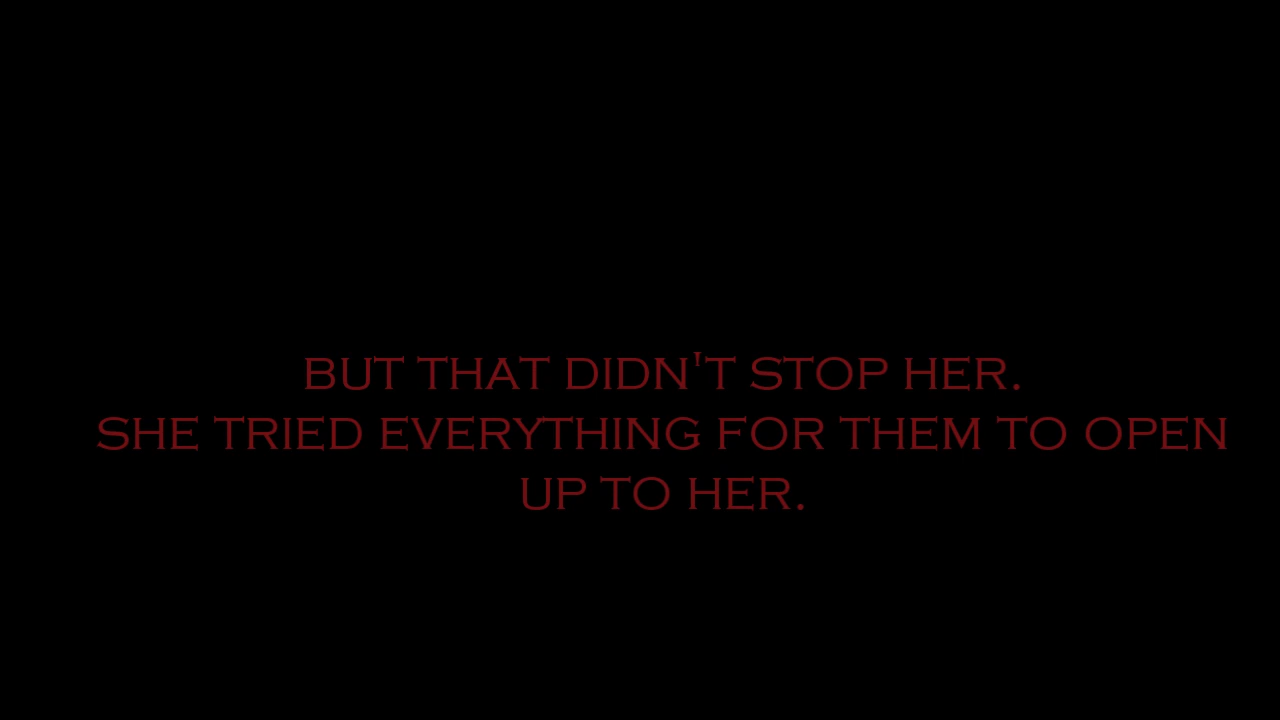 BUT THAT DIDN'T STOP HER.
SHE TRIED EVERYTHING FOR THEM TO OPEN
UP TO HER.